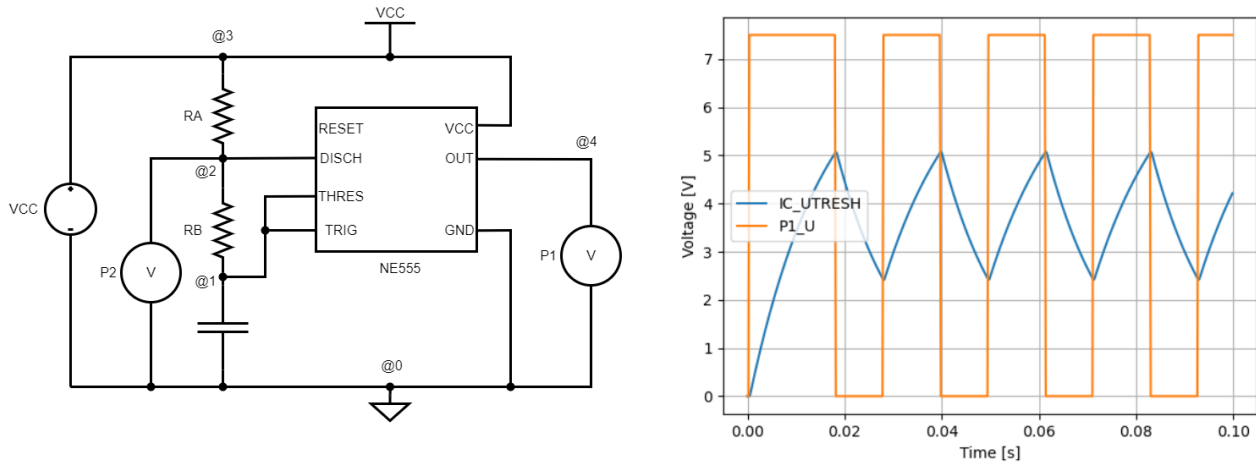 VCC
@3
RA
RESET
VCC
DISCH
OUT
@4
@2
THRES
VCC
+
-
RB
TRIG
GND
P2
V
@1
NE555
P1
V
@0
7
6
5
4
3
2
1
0
Voltage [V]
IC_UTRESH
P1_U
0.00
0.02
0.04
0.06
0.08
0.10
Time [s]